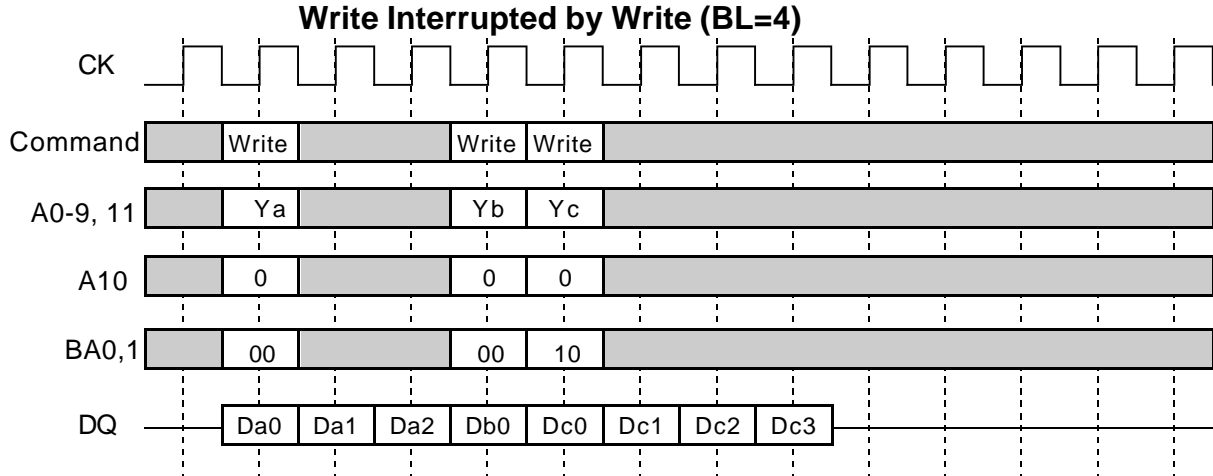 Write Interrupted by Write (BL=4)
CK
Command Write Write Write
A0-9, 11 Ya Yb Yc
A10 0 0 0
BA0,1 00 00 10
DQ Da0 Da1 Da2 Db0 Dc0 Dc1 Dc2 Dc3